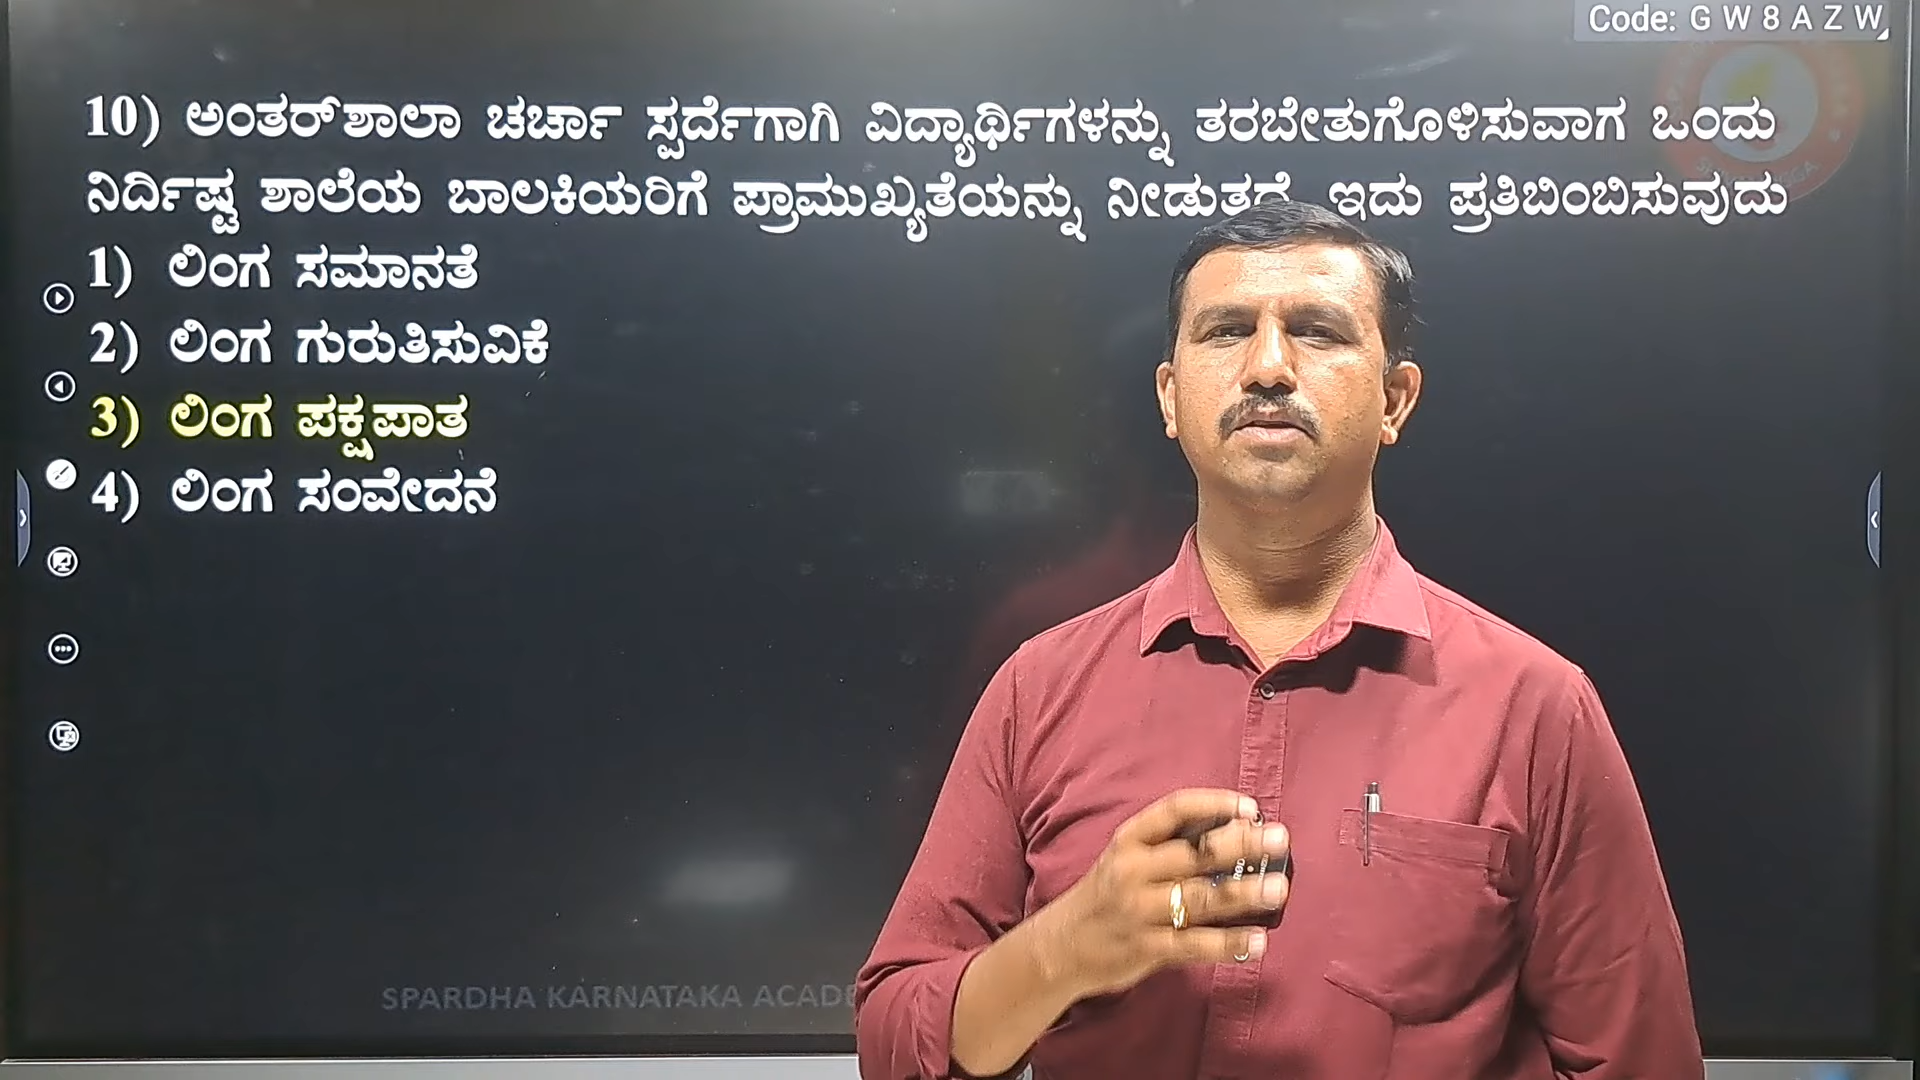 Code: G W 8 A Z W
10) ಅಂತರ್‌ಶಾಲಾ ಚರ್ಚಾ ಸ್ಪರ್ದೆಗಾಗಿ ವಿದ್ಯಾರ್ಥಿಗಳನ್ನು ತರಬೇತುಗೊಳಿಸುವಾಗ ಒಂದು
ನಿರ್ದಿಷ್ಟ ಶಾಲೆಯ ಬಾಲಕಿಯರಿಗೆ ಪ್ರಾಮುಖ್ಯತೆಯನ್ನು ನೀಡುತ್ತದೆ ಇದು ಪ್ರತಿಬಿಂಬಿಸುವುದು
1) ಲಿಂಗ ಸಮಾನತೆ
2) ಲಿಂಗ ಗುರುತಿಸುವಿಕೆ
3) ಲಿಂಗ ಪಕ್ಷಪಾತ
4) ಲಿಂಗ ಸಂವೇದನೆ
SPARDHA KARNATAKA